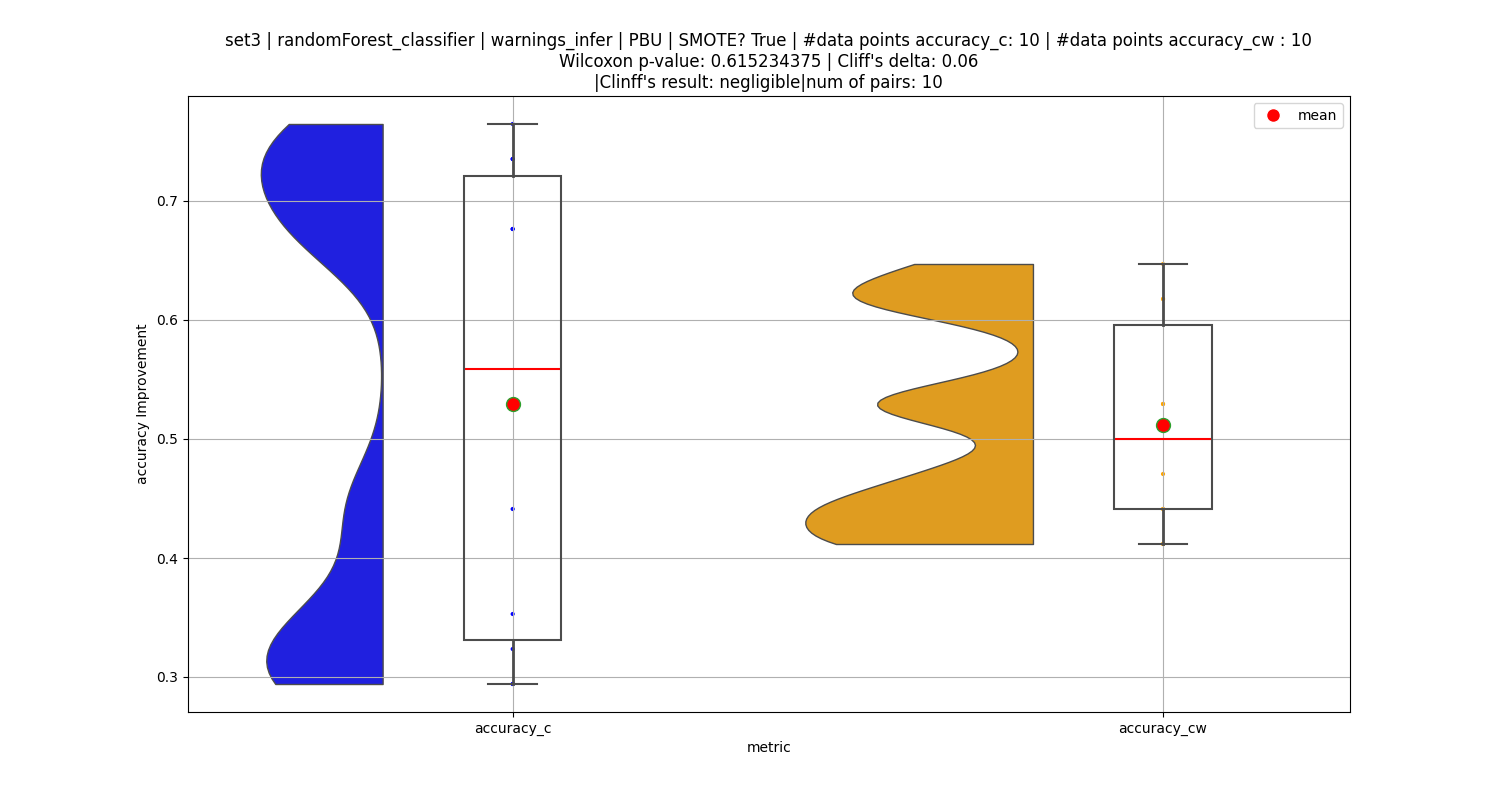 set3 | randomForest_classifier | warnings_infer | PBU | SMOTE? True | #data points accuracy_c: 10 | #data points accuracy_cw : 10
Wilcoxon p-value: 0.615234375 | Cliff's delta: 0.06
|Clinff's result: negligible|num of pairs: 10
mean
0.7
0.6
0.5
0.4
0.3
accuracy Improvement
accuracy_c
accuracy_cw
metric